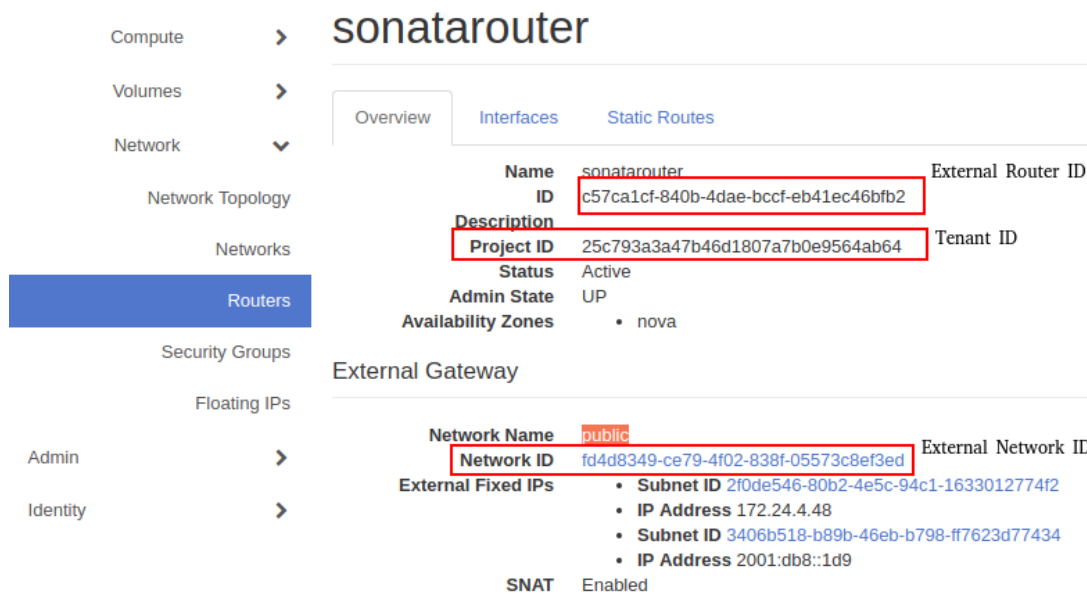 sonatarouter
Compute
Volumes
Network
Network Topology
Networks
Routers
Security Groups
Floating IPs
Admin
Identity
Overview Interfaces Static Routes
Name sonatarouter
External Router ID
ID c57ca1cf-840b-4dae-bccf-eb41ec46bfb2
Description
Project ID 25c793a3a47b46d1807a7b0e9564ab64 Tenant ID
Status Active
Admin State UP
Availability Zones • nova
External Gateway
Network Name public
External Network ID
Network ID fd4d8349-ce79-4f02-838f-05573c8ef3ed
External Fixed IPs • Subnet ID 2f0de546-80b2-4e5c-94c1-1633012774f2
• IP Address 172.24.4.48
• Subnet ID 3406b518-b89b-46eb-b798-ff7623d77434
• IP Address 2001:db8::1d9
SNAT Enabled